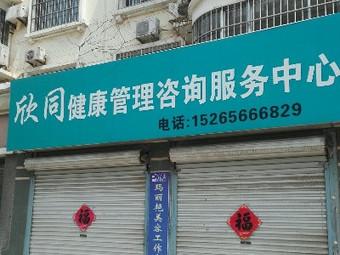 欣同健康管理咨询服务中心
电话:15265666829
玛丽艳美容工作
福
福